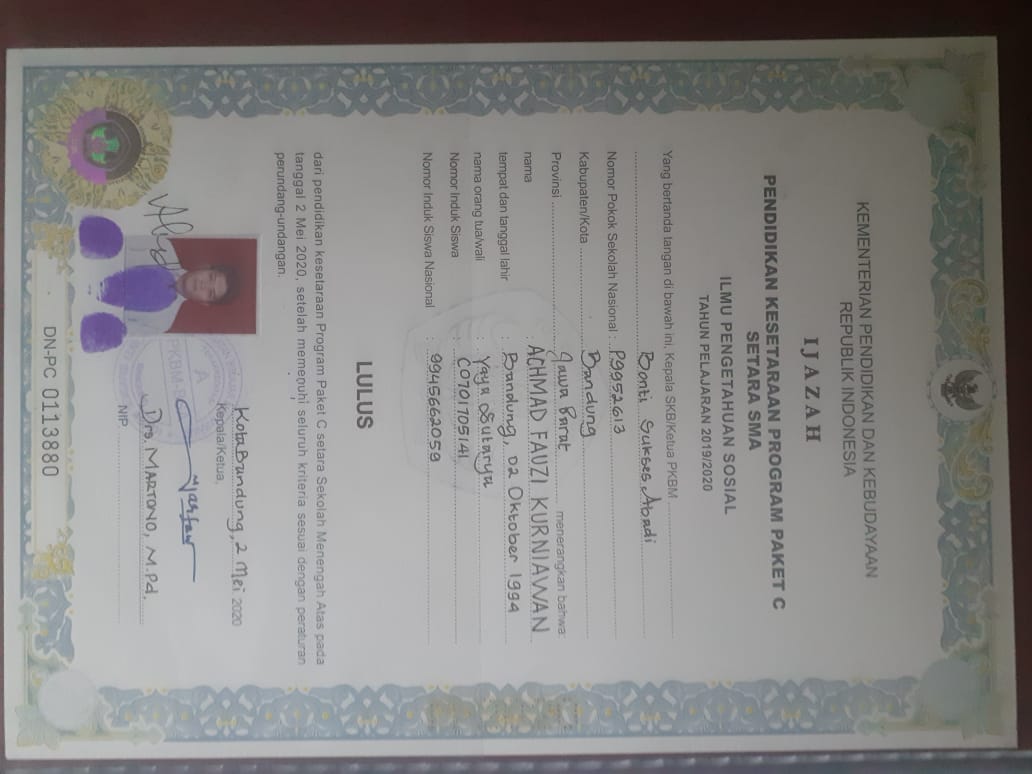 KEMENTERIAN PENDIDIKAN DAN KEBUDAYAAN
REPUBLIK INDONESIA
IJAZAH
PENDIDIKAN KESETARAAN PROGRAM PAKET C
SETARA SMA
ILMU PENGETAHUAN SOSIAL
TAHUN PELAJARAN 2019/2020
Yang bertanda tangan di bawah ini, Kepala SKB/Ketua PKBM
Bonti Sukses Abadi
Nomor Pokok Sekolah Nasional : P9952613
Kabupaten/Kota Bandung
Provinsi Jawa Barat menerangkan bahwa:
nama : ACHMAD FAUZI KURNIAWAN
tempat dan tanggal lahir : Bandung, 02 Oktober 1994
nama orang tua/wali : Yaya Sutarya
Nomor Induk Siswa : C0701705141
Nomor Induk Siswa Nasional : 9945662059
LULUS
dari pendidikan kesetaraan Program Paket C setara Sekolah Menengah Atas pada
tanggal 2 Mei 2020, setelah memenuhi seluruh kriteria sesuai dengan peraturan
perundang-undangan.
Kota Bandung, 2 Mei 2020
Kepala/Ketua,
PKBM
Drs. MARTONO, M.Pd.
NIP.
DN-PC 0113880